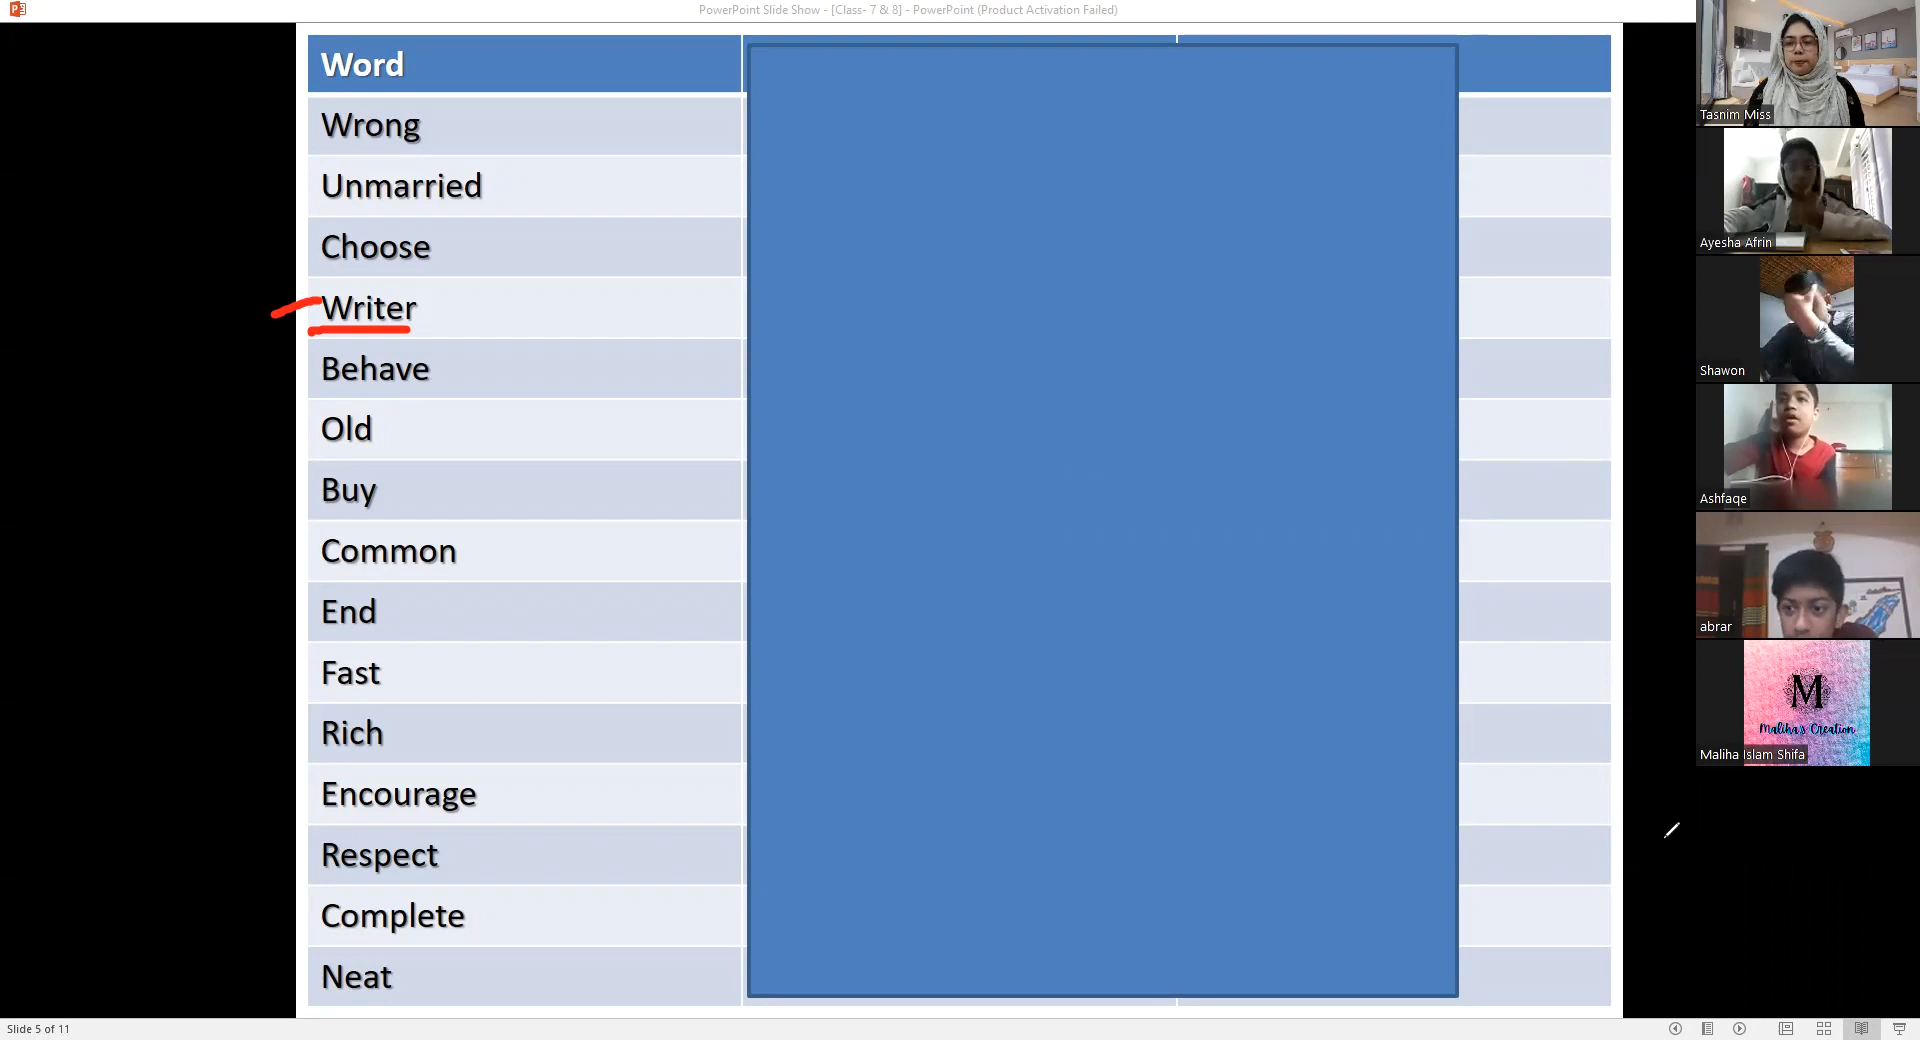 PowerPoint Slide Show - [Class- 7 & 8] - PowerPoint (Product Activation Failed)
Word
Wrong
Unmarried
Choose
Writer
Behave
Old
Buy
Common
End
Fast
Rich
Encourage
Respect
Complete
Neat
Tasnim Miss
Ayesha Afrin
Shawon
Ashfaqe
abrar
M
Maliha's Creation
Maliha Islam Shifa
Slide 5 of 11